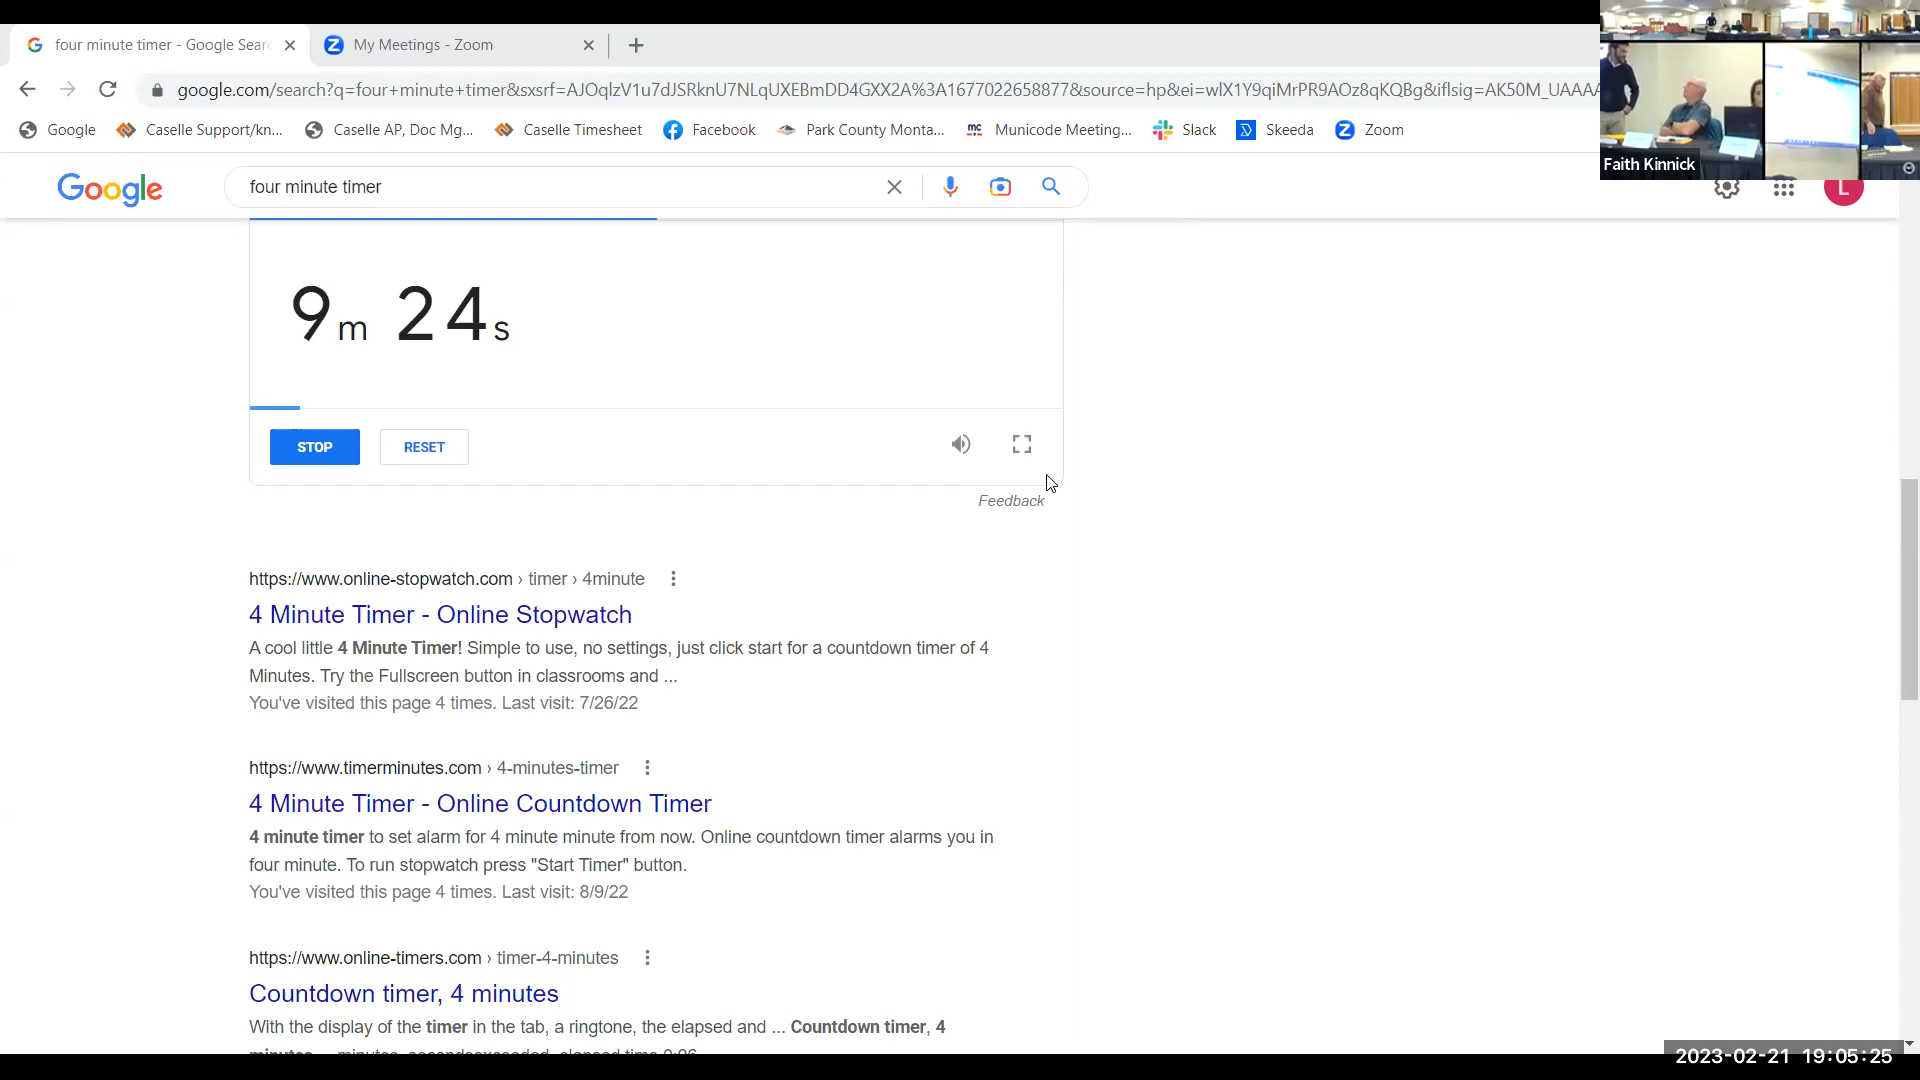 four minute timer - Google Sear
My Meetings - Zoom
google.com/search?q=four+minute+timer&sxsrf=AJOqlzV1u7dJSRknU7NLqUXEBmDD4GXX2A%3A1677022658877&source=hp&ei=wlX1Y9qiMrPR9AOz8qKQBg&iflsig=AK50M_UAAAA
Google
Caselle Support/kn...
Caselle AP, Doc Mg...
Caselle Timesheet
Facebook
Park County Monta...
Municode Meeting...
Slack
Skeeda
Zoom
Faith Kinnick
Google
four minute timer
L
9m 24s
STOP
RESET
Feedback
https://www.online-stopwatch.com › timer › 4minute
4 Minute Timer - Online Stopwatch
A cool little 4 Minute Timer! Simple to use, no settings, just click start for a countdown timer of 4
Minutes. Try the Fullscreen button in classrooms and ...
You've visited this page 4 times. Last visit: 7/26/22
https://www.timerminutes.com › 4-minutes-timer
4 Minute Timer - Online Countdown Timer
4 minute timer to set alarm for 4 minute minute from now. Online countdown timer alarms you in
four minute. To run stopwatch press "Start Timer" button.
You've visited this page 4 times. Last visit: 8/9/22
https://www.online-timers.com › timer-4-minutes
Countdown timer, 4 minutes
With the display of the timer in the tab, a ringtone, the elapsed and ... Countdown timer, 4
2023-02-21 19:05:25